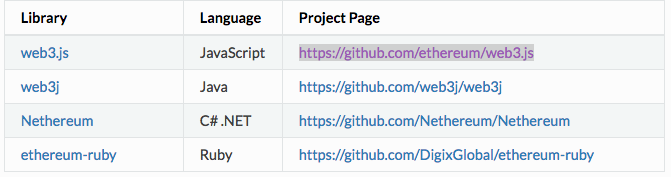 Library Language Project Page
web3.js JavaScript https://github.com/ethereum/web3.js
web3j Java https://github.com/web3j/web3j
Nethereum C# .NET https://github.com/Nethereum/Nethereum
ethereum-ruby Ruby https://github.com/DigixGlobal/ethereum-ruby